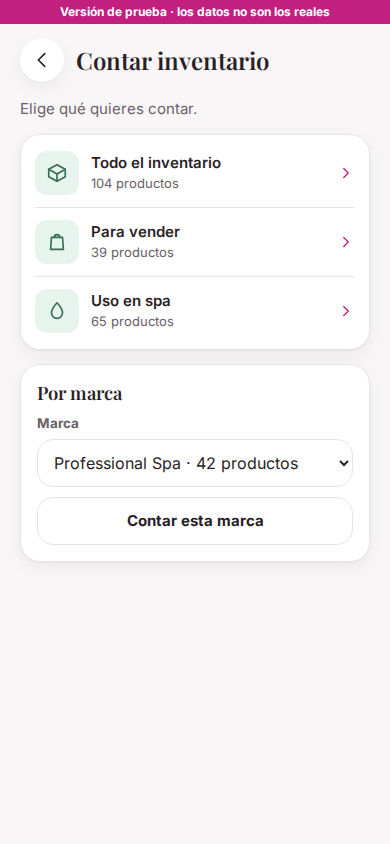 Versión de prueba · los datos no son los reales
Contar inventario
Elige qué quieres contar.
Todo el inventario
104 productos
Para vender
39 productos
Uso en spa
65 productos
Por marca
Marca
Professional Spa · 42 productos
Contar esta marca